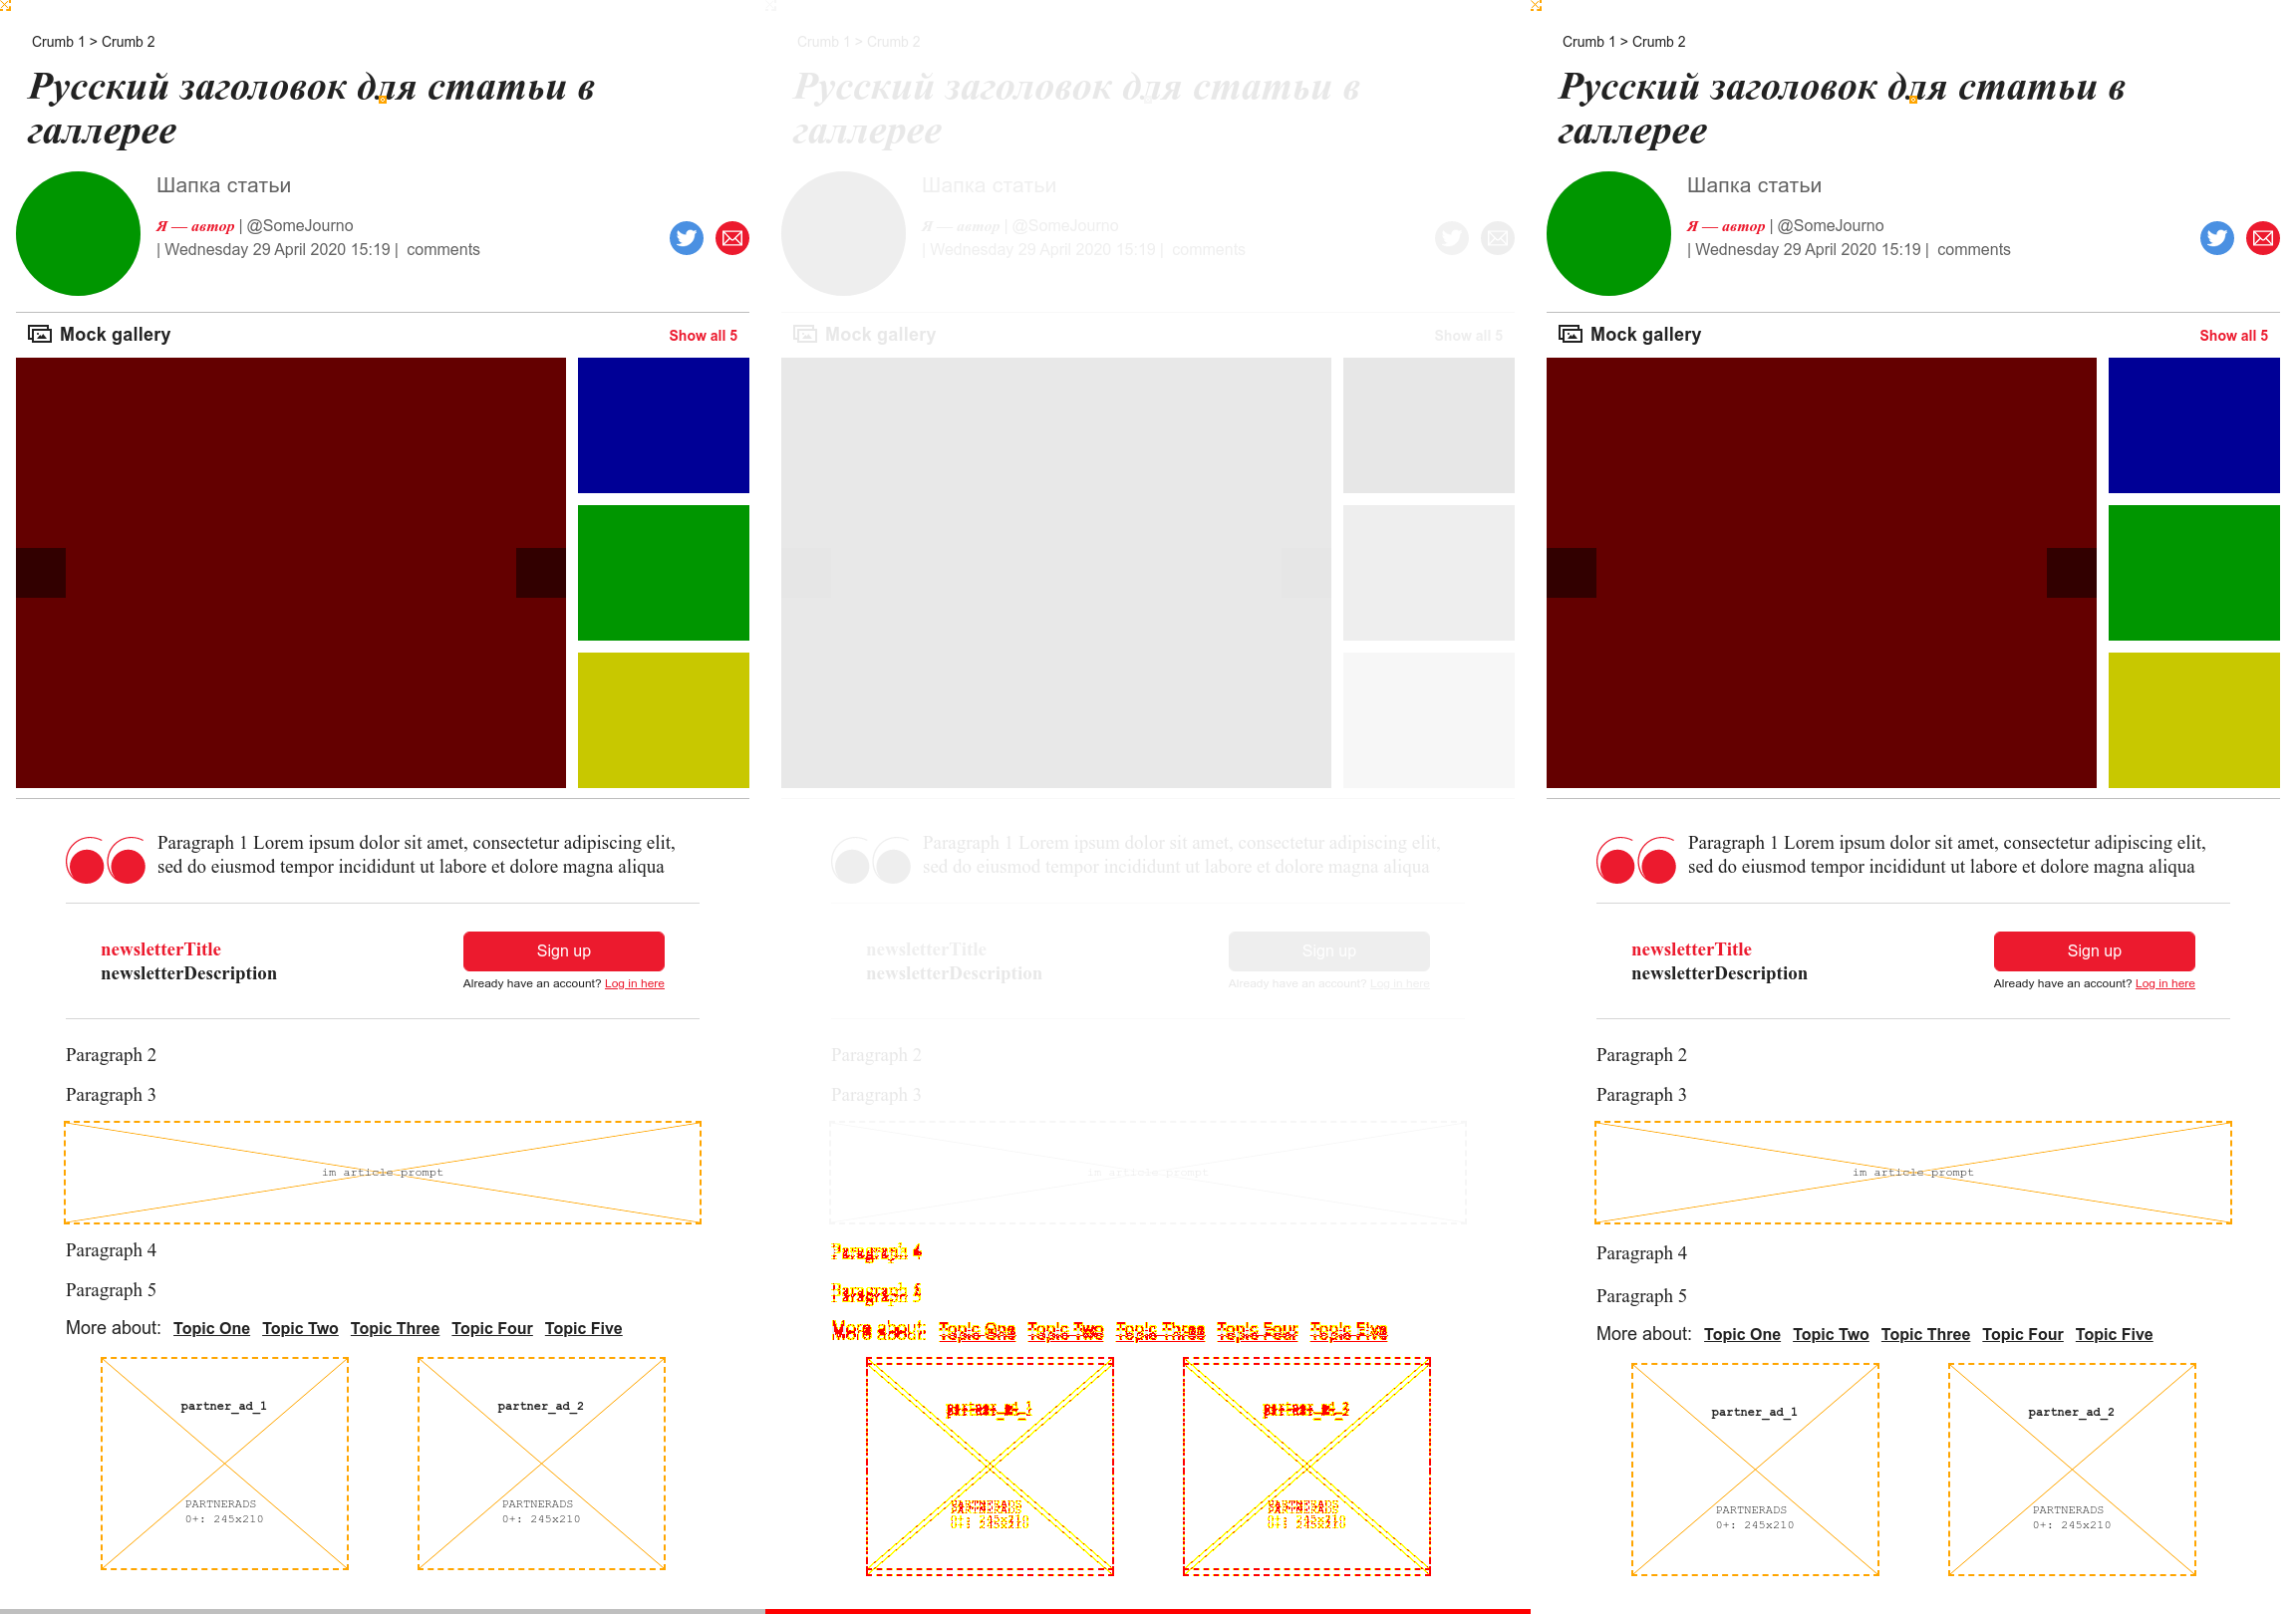 Crumb 1 > Crumb 2
Русский заголовок для статьи в
галлерее
Шапка статьи
Я — автор | @SomeJourno
| Wednesday 29 April 2020 15:19 | comments
Mock gallery
Show all 5
Paragraph 1 Lorem ipsum dolor sit amet, consectetur adipiscing elit,
sed do eiusmod tempor incididunt ut labore et dolore magna aliqua
newsletterTitle
newsletterDescription
Sign up
Already have an account? Log in here
Paragraph 2
Paragraph 3
im article prompt
Paragraph 4
Paragraph 5
More about: Topic One Topic Two Topic Three Topic Four Topic Five
partner_ad_1
PARTNERADS
0+: 245x210
partner_ad_2
PARTNERADS
0+: 245x210
Crumb 1 > Crumb 2
Русский заголовок для статьи в
галлерее
Шапка статьи
Я — автор | @SomeJourno
| Wednesday 29 April 2020 15:19 | comments
Mock gallery
Show all 5
Paragraph 1 Lorem ipsum dolor sit amet, consectetur adipiscing elit,
sed do eiusmod tempor incididunt ut labore et dolore magna aliqua
newsletterTitle
newsletterDescription
Sign up
Already have an account? Log in here
Paragraph 2
Paragraph 3
im article prompt
Paragraph 4
Paragraph 5
More about: Topic One Topic Two Topic Three Topic Four Topic Five
Crumb 1 > Crumb 2
Русский заголовок для статьи в
галлерее
Шапка статьи
Я — автор | @SomeJourno
| Wednesday 29 April 2020 15:19 | comments
Mock gallery
Show all 5
Paragraph 1 Lorem ipsum dolor sit amet, consectetur adipiscing elit,
sed do eiusmod tempor incididunt ut labore et dolore magna aliqua
newsletterTitle
newsletterDescription
Sign up
Already have an account? Log in here
Paragraph 2
Paragraph 3
im article prompt
Paragraph 4
Paragraph 5
More about: Topic One Topic Two Topic Three Topic Four Topic Five
partner_ad_1
PARTNERADS
0+: 245x210
partner_ad_2
PARTNERADS
0+: 245x210